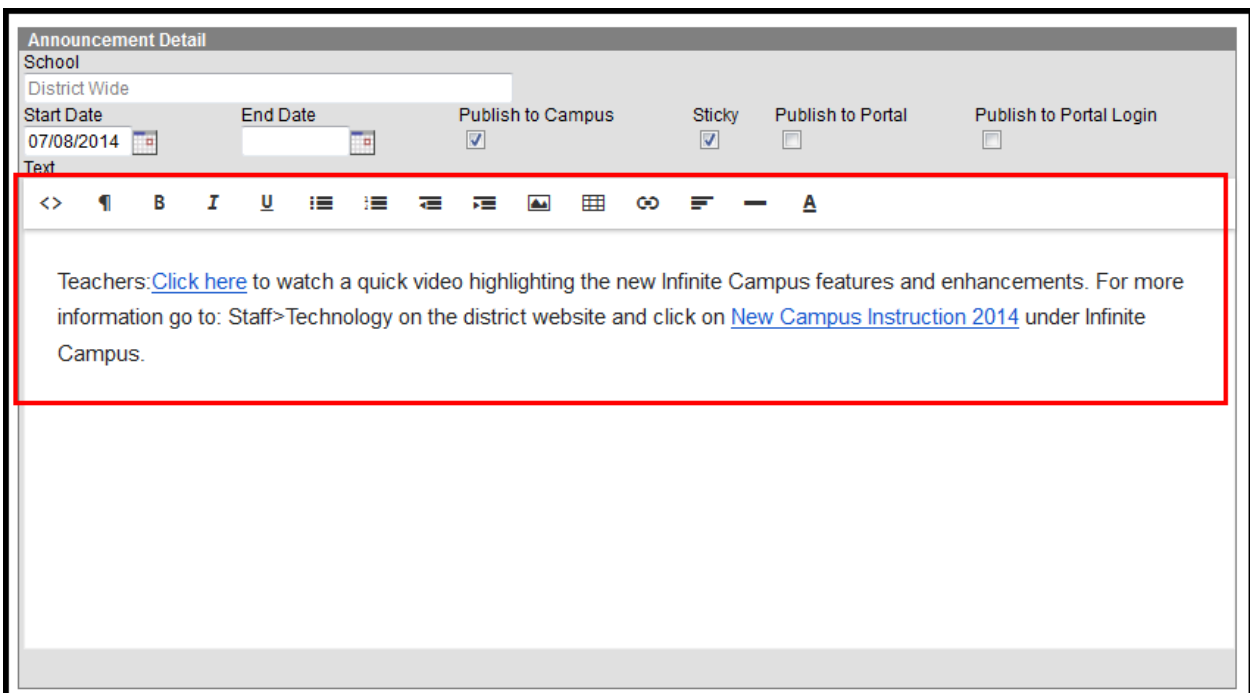 Announcement Detail
School
District Wide
Start Date End Date Publish to Campus Sticky Publish to Portal Publish to Portal Login
07/08/2014
Text
<> ¶ B I U A
Teachers:Click here to watch a quick video highlighting the new Infinite Campus features and enhancements. For more
information go to: Staff>Technology on the district website and click on New Campus Instruction 2014 under Infinite
Campus.